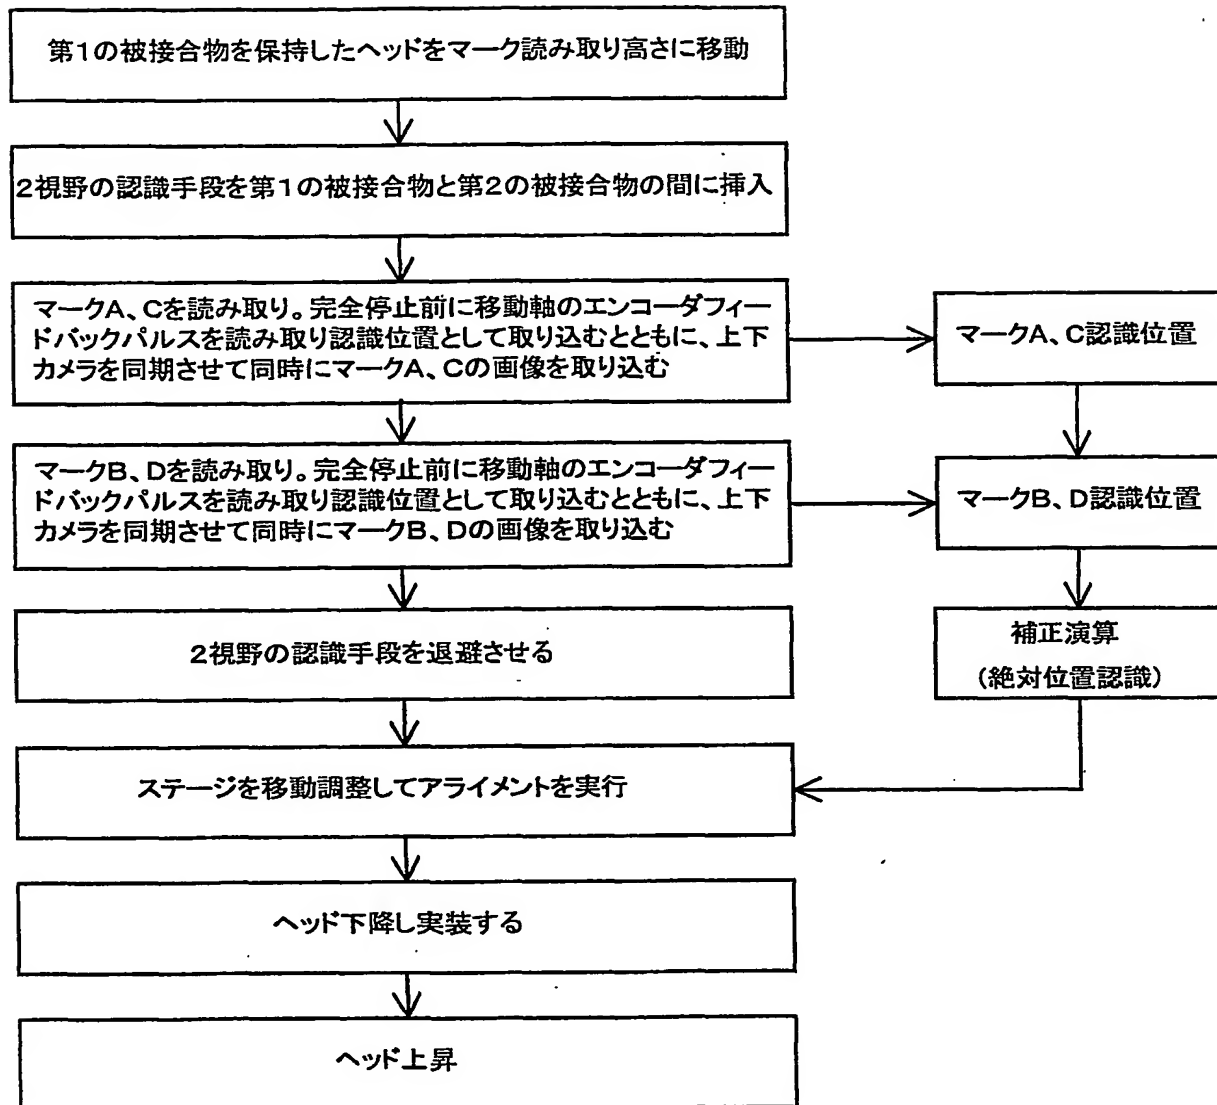 第1の被接合物を保持したヘッドをマーク読み取り高さに移動
2視野の認識手段を第1の被接合物と第2の被接合物の間に挿入
マークA、Cを読み取り。完全停止前に移動軸のエンコーダフィー
ドバックパルスを読み取り認識位置として取り込むとともに、上下
カメラを同期させて同時にマークA、Cの画像を取り込む
マークA、C認識位置
マークB、Dを読み取り。完全停止前に移動軸のエンコーダフィー
ドバックパルスを読み取り認識位置として取り込むとともに、上下
カメラを同期させて同時にマークB、Dの画像を取り込む
マークB、D認識位置
2視野の認識手段を退避させる
補正演算
(絶対位置認識)
ステージを移動調整してアライメントを実行
ヘッド下降し実装する
ヘッド上昇